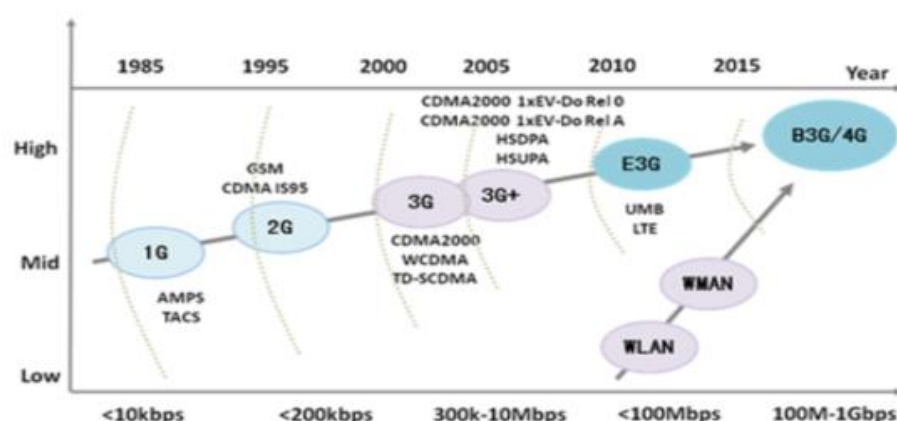 1985 1995 2000 2005 2010 2015 Year
CDMA2000 1xEV-Do Rel 0
CDMA2000 1xEV-Do Rel A
HSDPA
HSUPA
High
B3G/4G
E3G
GSM
CDMA IS95
3G
3G+
UMB
LTE
2G
CDMA2000
WCDMA
TD-SCDMA
1G
Mid
AMPS
TACS
WMAN
WLAN
Low
<10kbps <200kbps 300k-10Mbps <100Mbps 100M-1Gbps